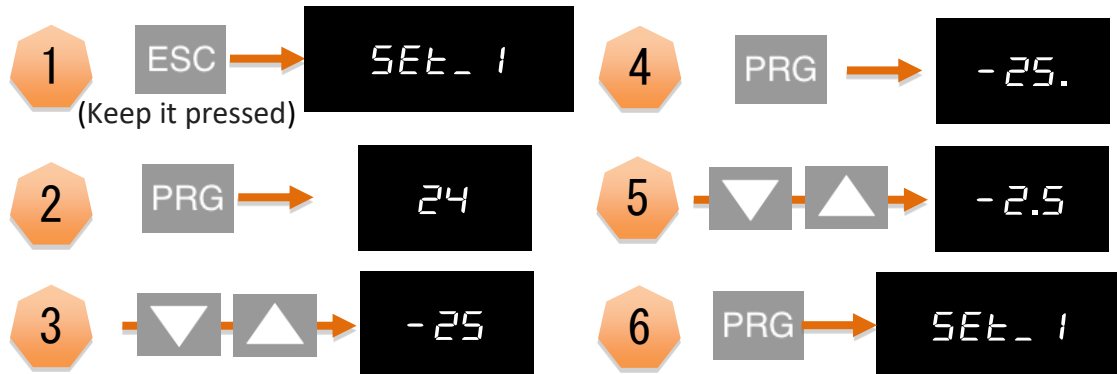 1 ESC SEt_ 1
(Keep it pressed)
2 PRG 24
3 -25
4 PRG -25.
5 -2.5
6 PRG SEt_ 1